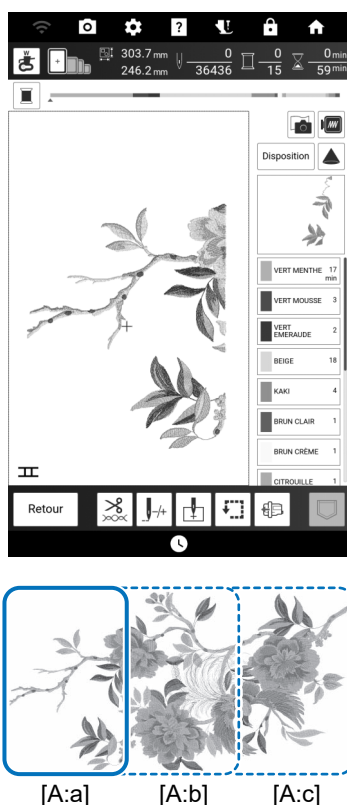 ?
W
303.7 mm
246.2 mm
0
36436
0
15
0 min
59 min
Disposition
VERT MENTHE 17 min
VERT MOUSSE 3
VERT EMERAUDE 2
BEIGE 18
KAKI 4
BRUN CLAIR 1
BRUN CRÈME 1
CITROUILLE 1
Retour
[A:a] [A:b] [A:c]